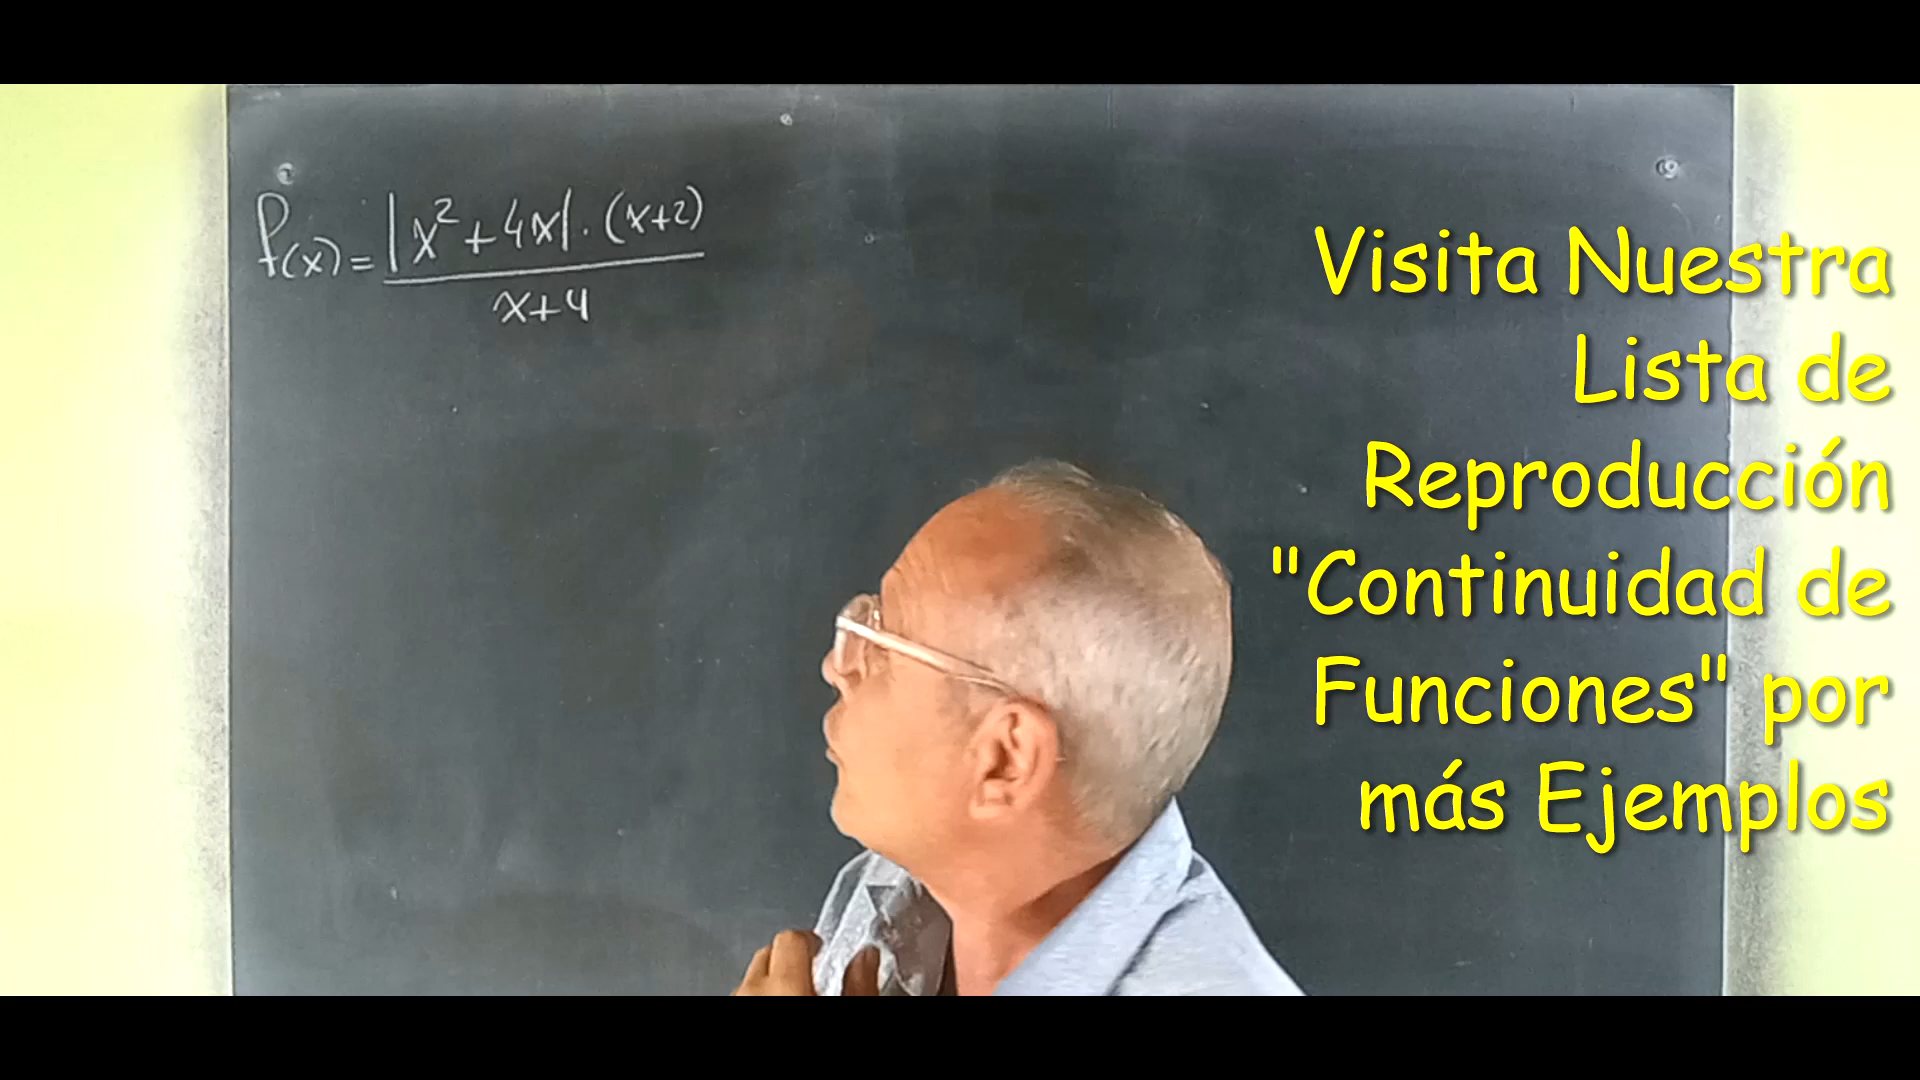 f(x) = |x² + 4x| · (x+2)
x+4
Visita Nuestra
Lista de
Reproducción
"Continuidad de
Funciones" por
más Ejemplos